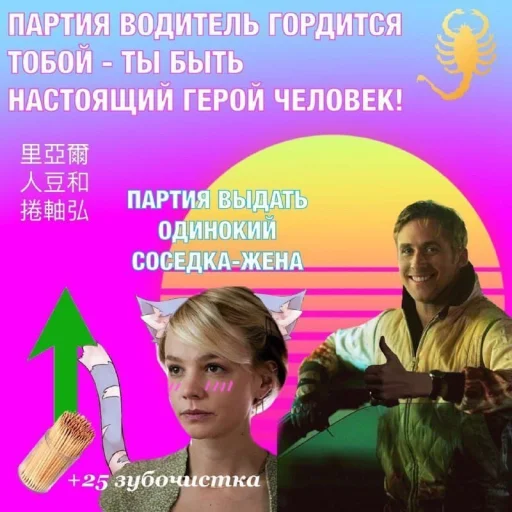 ПАРТИЯ ВОДИТЕЛЬ ГОРДИТСЯ
ТОБОЙ - ТЫ БЫТЬ
НАСТОЯЩИЙ ГЕРОЙ ЧЕЛОВЕК!
里亞爾
人豆和
捲軸弘
ПАРТИЯ ВЫДАТЬ
ОДИНОКИЙ
СОСЕДКА-ЖЕНА
+25 зубочистка